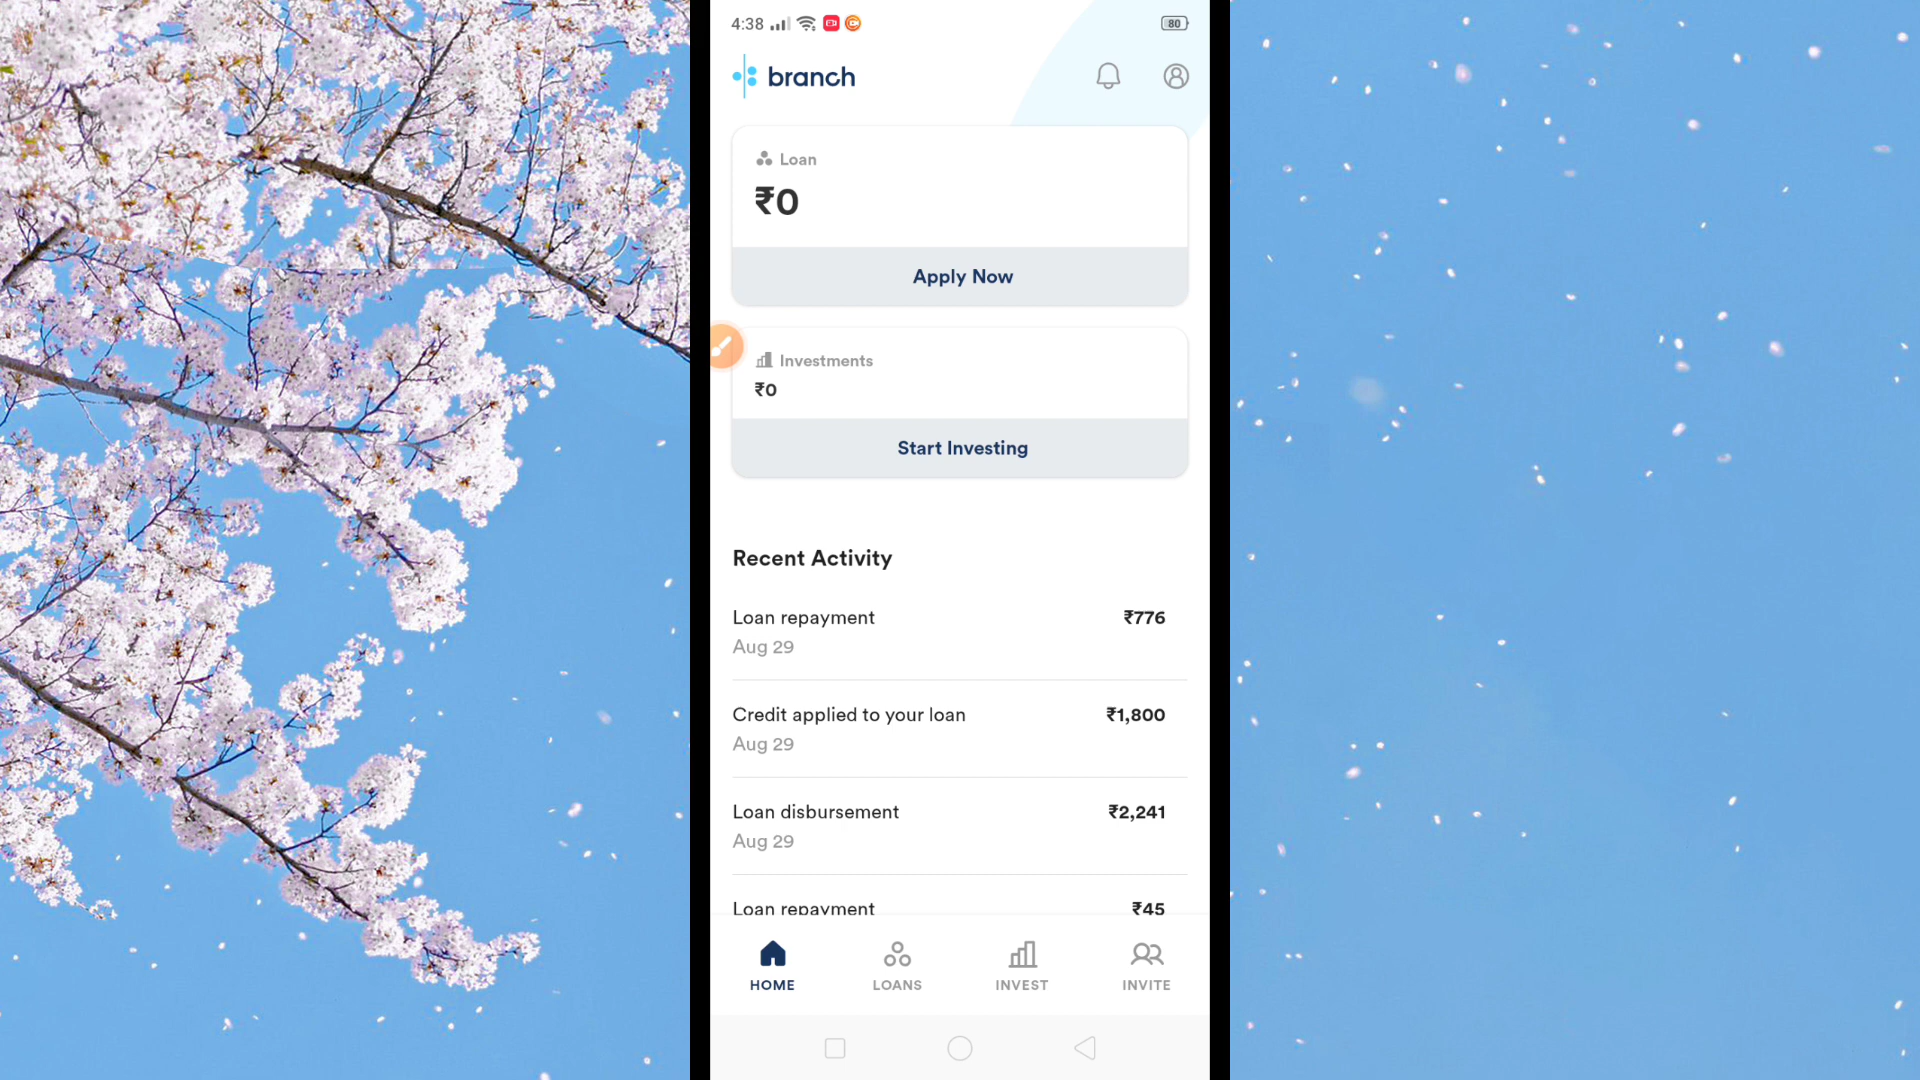 4:38
80
branch
Loan
₹0
Apply Now
Investments
₹0
Start Investing
Recent Activity
Loan repayment ₹776
Aug 29
Credit applied to your loan ₹1,800
Aug 29
Loan disbursement ₹2,241
Aug 29
Loan repayment ₹45
HOME LOANS INVEST INVITE